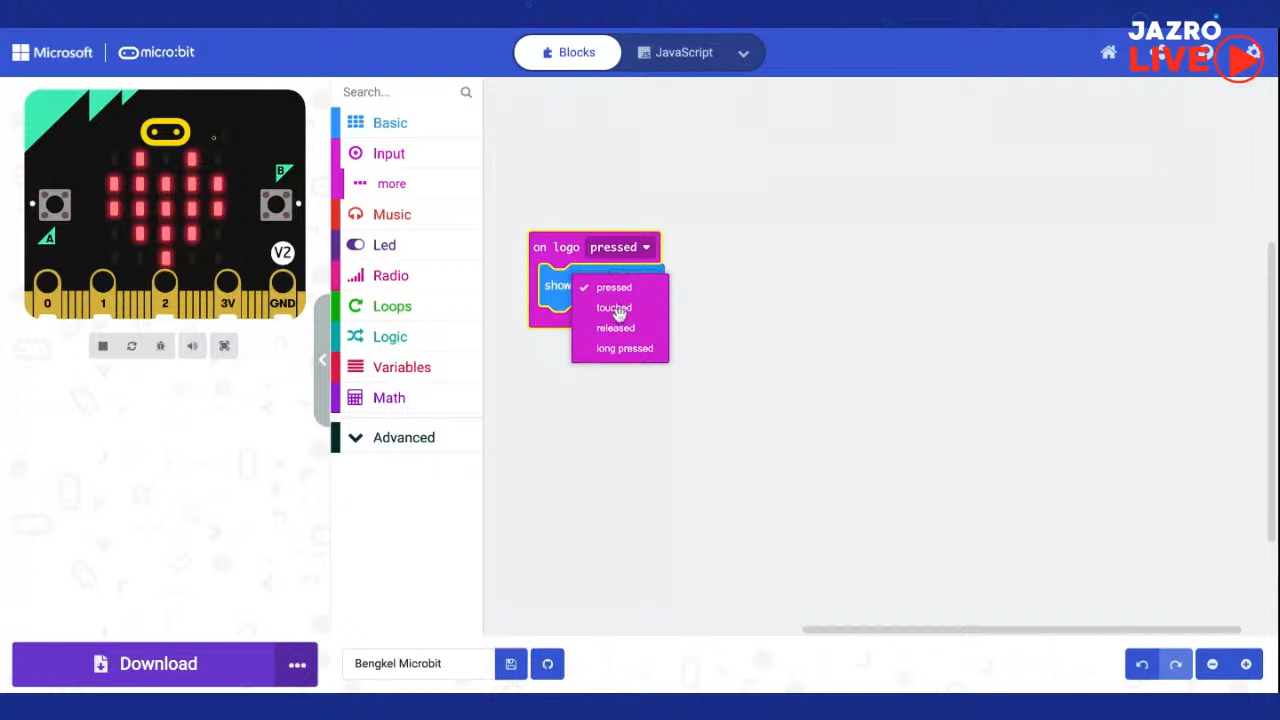 JAZRO
LIVE
Microsoft
micro:bit
Blocks
JavaScript
Search...
Basic
Input
more
Music
Led
Radio
Loops
Logic
Variables
Math
Advanced
A
B
V2
0
1
2
3V
GND
on logo pressed
show
pressed
touched
released
long pressed
Download
Bengkel Microbit